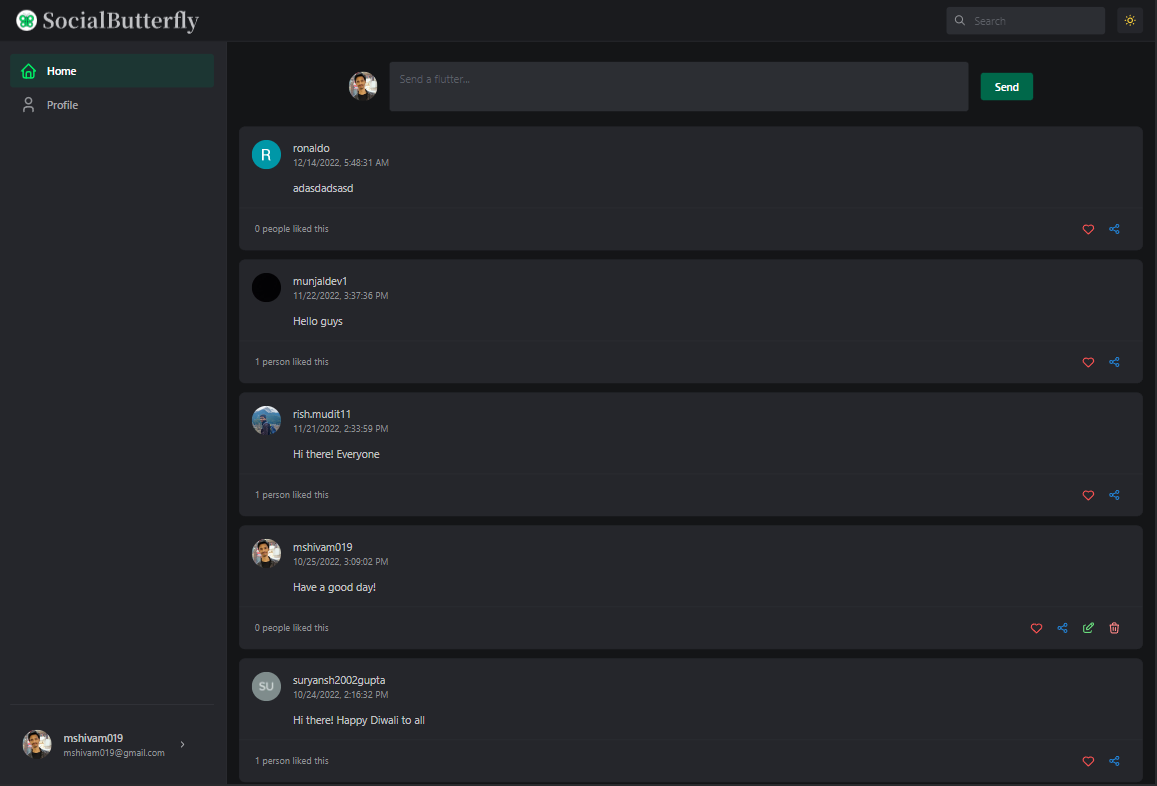 SocialButterfly
Search
Home
Profile
Send a flutter...
Send
R
ronaldo
12/14/2022, 5:48:31 AM
adasdadsasd
0 people liked this
munjaldev1
11/22/2022, 3:37:36 PM
Hello guys
1 person liked this
rish.mudit11
11/21/2022, 2:33:59 PM
Hi there! Everyone
1 person liked this
mshivam019
10/25/2022, 3:09:02 PM
Have a good day!
0 people liked this
SU
suryansh2002gupta
10/24/2022, 2:16:32 PM
Hi there! Happy Diwali to all
1 person liked this
mshivam019
mshivam019@gmail.com